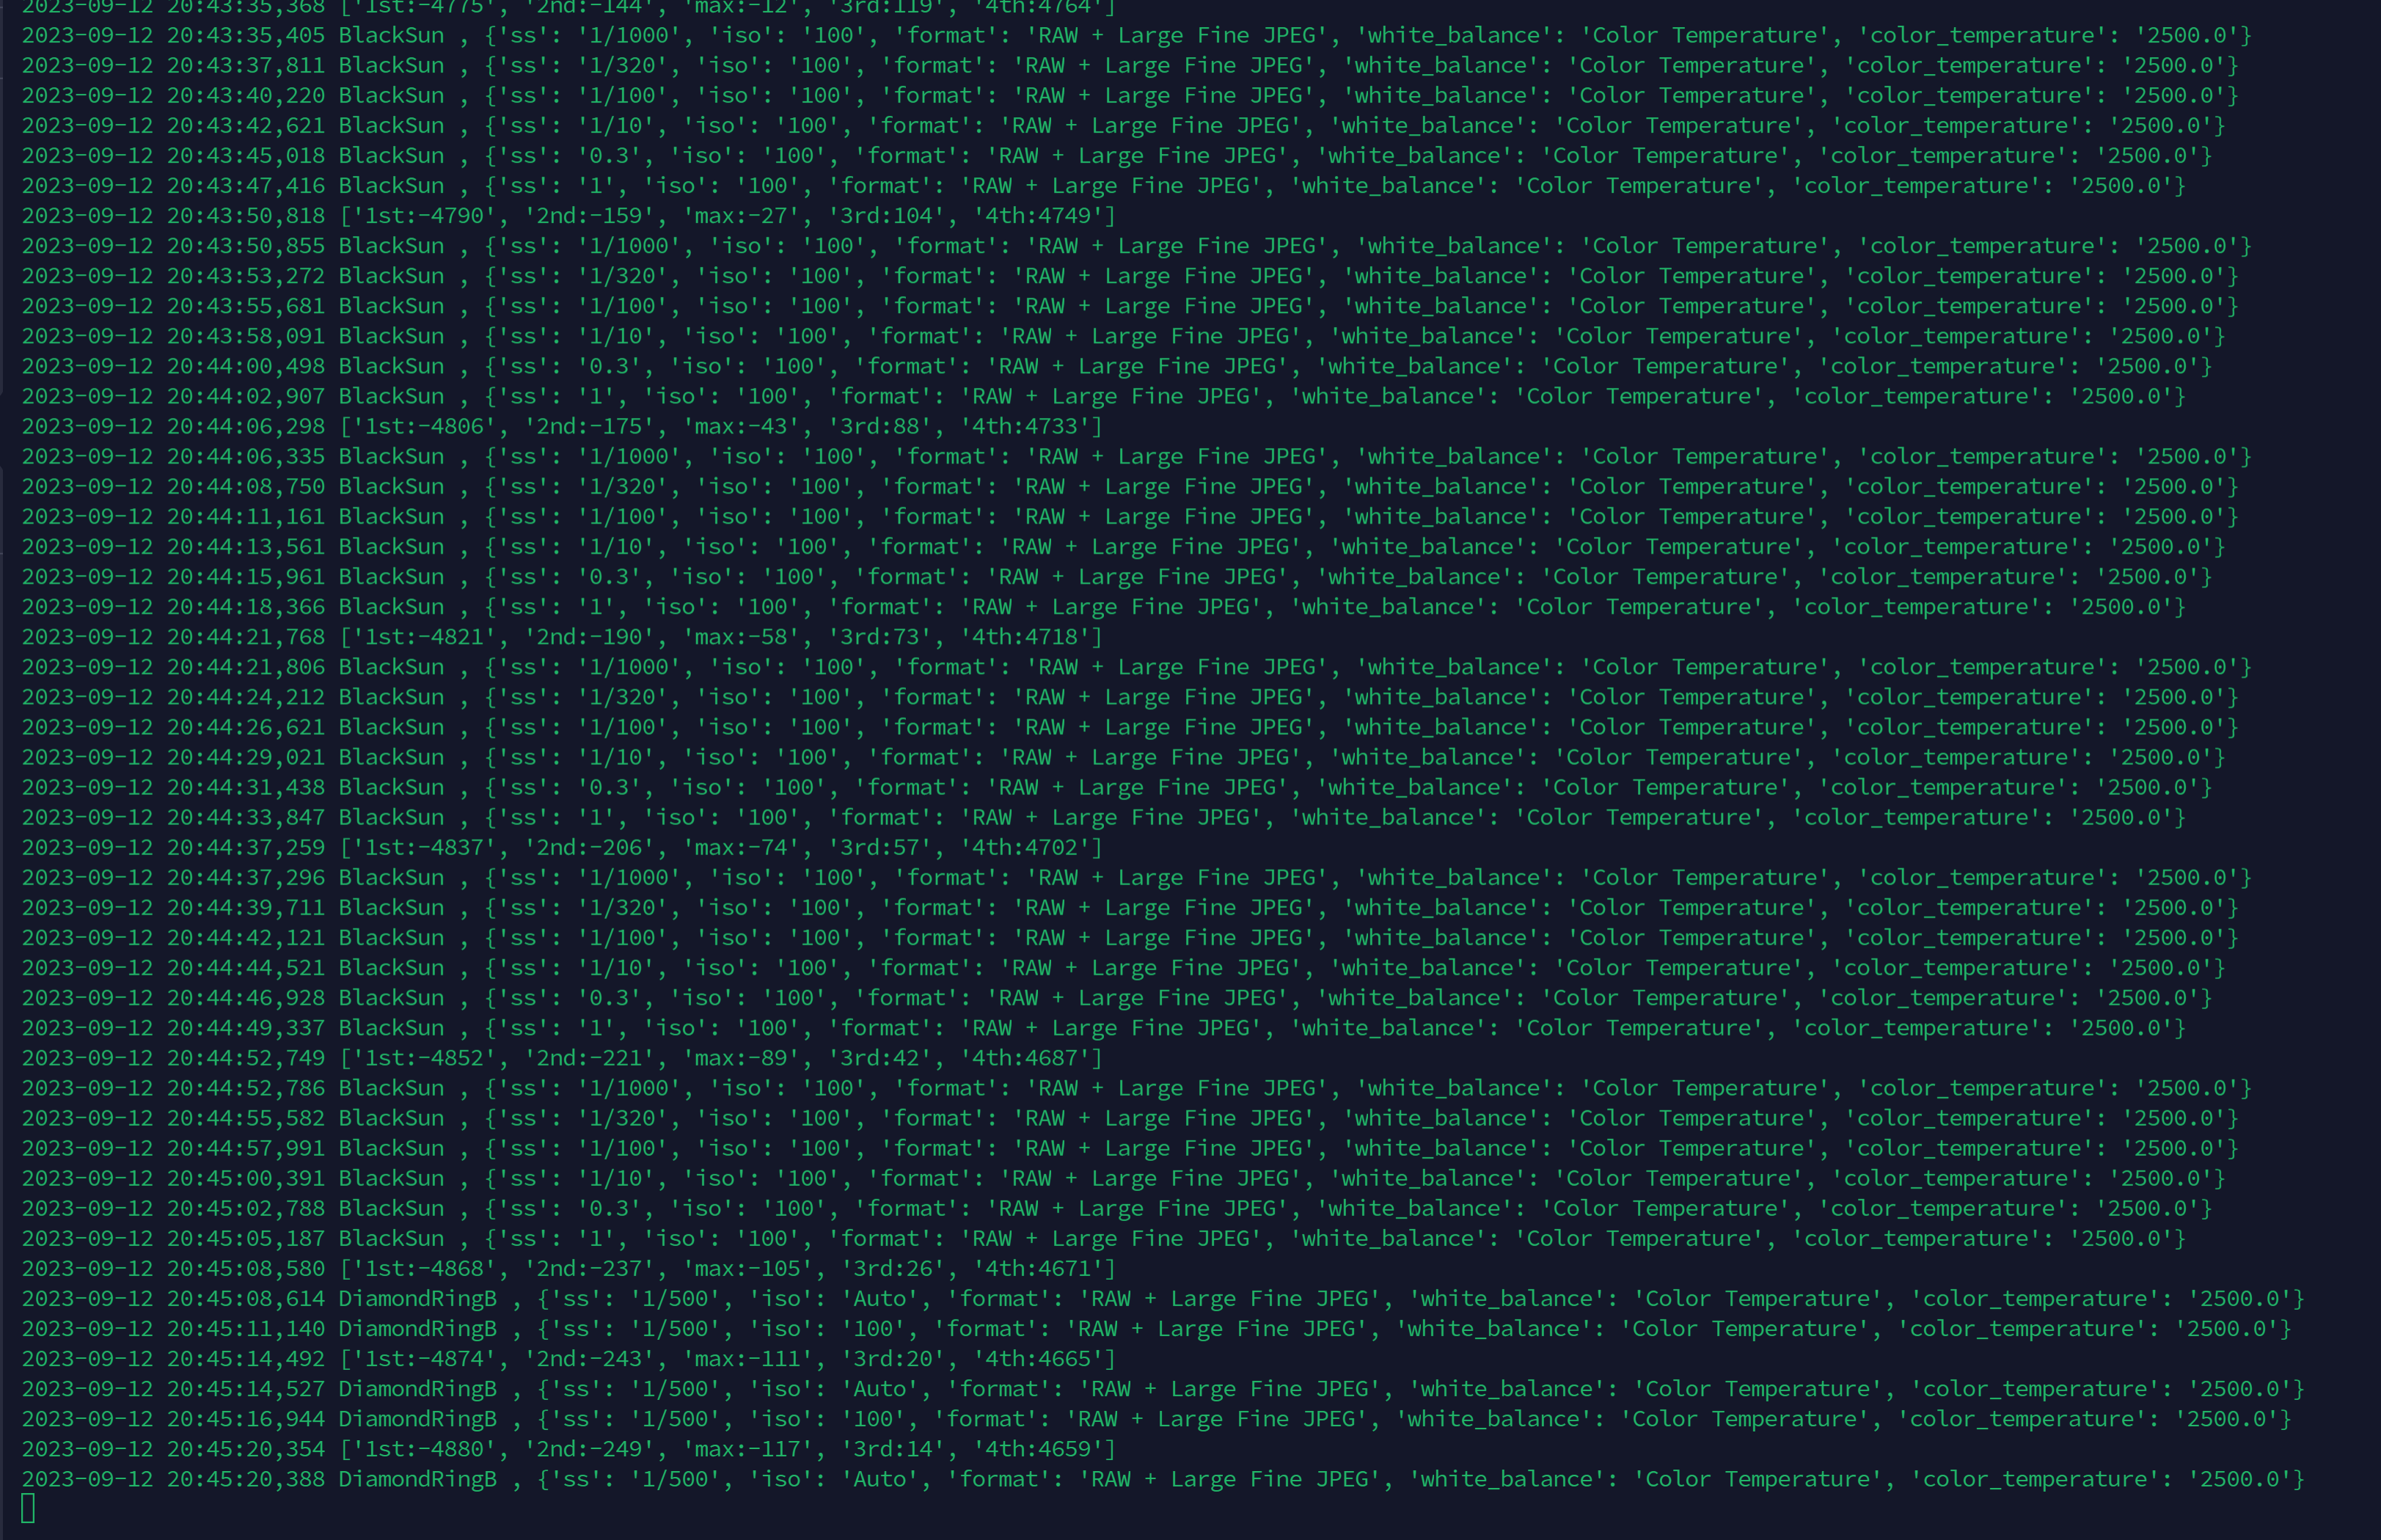 2023-09-12 20:43:35,368 ['1st:-4775', '2nd:-144', 'max:-12', '3rd:119', '4th:4764']
2023-09-12 20:43:35,405 BlackSun , {'ss': '1/1000', 'iso': '100', 'format': 'RAW + Large Fine JPEG', 'white_balance': 'Color Temperature', 'color_temperature': '2500.0'}
2023-09-12 20:43:37,811 BlackSun , {'ss': '1/320', 'iso': '100', 'format': 'RAW + Large Fine JPEG', 'white_balance': 'Color Temperature', 'color_temperature': '2500.0'}
2023-09-12 20:43:40,220 BlackSun , {'ss': '1/100', 'iso': '100', 'format': 'RAW + Large Fine JPEG', 'white_balance': 'Color Temperature', 'color_temperature': '2500.0'}
2023-09-12 20:43:42,621 BlackSun , {'ss': '1/10', 'iso': '100', 'format': 'RAW + Large Fine JPEG', 'white_balance': 'Color Temperature', 'color_temperature': '2500.0'}
2023-09-12 20:43:45,018 BlackSun , {'ss': '0.3', 'iso': '100', 'format': 'RAW + Large Fine JPEG', 'white_balance': 'Color Temperature', 'color_temperature': '2500.0'}
2023-09-12 20:43:47,416 BlackSun , {'ss': '1', 'iso': '100', 'format': 'RAW + Large Fine JPEG', 'white_balance': 'Color Temperature', 'color_temperature': '2500.0'}
2023-09-12 20:43:50,818 ['1st:-4790', '2nd:-159', 'max:-27', '3rd:104', '4th:4749']
2023-09-12 20:43:50,855 BlackSun , {'ss': '1/1000', 'iso': '100', 'format': 'RAW + Large Fine JPEG', 'white_balance': 'Color Temperature', 'color_temperature': '2500.0'}
2023-09-12 20:43:53,272 BlackSun , {'ss': '1/320', 'iso': '100', 'format': 'RAW + Large Fine JPEG', 'white_balance': 'Color Temperature', 'color_temperature': '2500.0'}
2023-09-12 20:43:55,681 BlackSun , {'ss': '1/100', 'iso': '100', 'format': 'RAW + Large Fine JPEG', 'white_balance': 'Color Temperature', 'color_temperature': '2500.0'}
2023-09-12 20:43:58,091 BlackSun , {'ss': '1/10', 'iso': '100', 'format': 'RAW + Large Fine JPEG', 'white_balance': 'Color Temperature', 'color_temperature': '2500.0'}
2023-09-12 20:44:00,498 BlackSun , {'ss': '0.3', 'iso': '100', 'format': 'RAW + Large Fine JPEG', 'white_balance': 'Color Temperature', 'color_temperature': '2500.0'}
2023-09-12 20:44:02,907 BlackSun , {'ss': '1', 'iso': '100', 'format': 'RAW + Large Fine JPEG', 'white_balance': 'Color Temperature', 'color_temperature': '2500.0'}
2023-09-12 20:44:06,298 ['1st:-4806', '2nd:-175', 'max:-43', '3rd:88', '4th:4733']
2023-09-12 20:44:06,335 BlackSun , {'ss': '1/1000', 'iso': '100', 'format': 'RAW + Large Fine JPEG', 'white_balance': 'Color Temperature', 'color_temperature': '2500.0'}
2023-09-12 20:44:08,750 BlackSun , {'ss': '1/320', 'iso': '100', 'format': 'RAW + Large Fine JPEG', 'white_balance': 'Color Temperature', 'color_temperature': '2500.0'}
2023-09-12 20:44:11,161 BlackSun , {'ss': '1/100', 'iso': '100', 'format': 'RAW + Large Fine JPEG', 'white_balance': 'Color Temperature', 'color_temperature': '2500.0'}
2023-09-12 20:44:13,561 BlackSun , {'ss': '1/10', 'iso': '100', 'format': 'RAW + Large Fine JPEG', 'white_balance': 'Color Temperature', 'color_temperature': '2500.0'}
2023-09-12 20:44:15,961 BlackSun , {'ss': '0.3', 'iso': '100', 'format': 'RAW + Large Fine JPEG', 'white_balance': 'Color Temperature', 'color_temperature': '2500.0'}
2023-09-12 20:44:18,366 BlackSun , {'ss': '1', 'iso': '100', 'format': 'RAW + Large Fine JPEG', 'white_balance': 'Color Temperature', 'color_temperature': '2500.0'}
2023-09-12 20:44:21,768 ['1st:-4821', '2nd:-190', 'max:-58', '3rd:73', '4th:4718']
2023-09-12 20:44:21,806 BlackSun , {'ss': '1/1000', 'iso': '100', 'format': 'RAW + Large Fine JPEG', 'white_balance': 'Color Temperature', 'color_temperature': '2500.0'}
2023-09-12 20:44:24,212 BlackSun , {'ss': '1/320', 'iso': '100', 'format': 'RAW + Large Fine JPEG', 'white_balance': 'Color Temperature', 'color_temperature': '2500.0'}
2023-09-12 20:44:26,621 BlackSun , {'ss': '1/100', 'iso': '100', 'format': 'RAW + Large Fine JPEG', 'white_balance': 'Color Temperature', 'color_temperature': '2500.0'}
2023-09-12 20:44:29,021 BlackSun , {'ss': '1/10', 'iso': '100', 'format': 'RAW + Large Fine JPEG', 'white_balance': 'Color Temperature', 'color_temperature': '2500.0'}
2023-09-12 20:44:31,438 BlackSun , {'ss': '0.3', 'iso': '100', 'format': 'RAW + Large Fine JPEG', 'white_balance': 'Color Temperature', 'color_temperature': '2500.0'}
2023-09-12 20:44:33,847 BlackSun , {'ss': '1', 'iso': '100', 'format': 'RAW + Large Fine JPEG', 'white_balance': 'Color Temperature', 'color_temperature': '2500.0'}
2023-09-12 20:44:37,259 ['1st:-4837', '2nd:-206', 'max:-74', '3rd:57', '4th:4702']
2023-09-12 20:44:37,296 BlackSun , {'ss': '1/1000', 'iso': '100', 'format': 'RAW + Large Fine JPEG', 'white_balance': 'Color Temperature', 'color_temperature': '2500.0'}
2023-09-12 20:44:39,711 BlackSun , {'ss': '1/320', 'iso': '100', 'format': 'RAW + Large Fine JPEG', 'white_balance': 'Color Temperature', 'color_temperature': '2500.0'}
2023-09-12 20:44:42,121 BlackSun , {'ss': '1/100', 'iso': '100', 'format': 'RAW + Large Fine JPEG', 'white_balance': 'Color Temperature', 'color_temperature': '2500.0'}
2023-09-12 20:44:44,521 BlackSun , {'ss': '1/10', 'iso': '100', 'format': 'RAW + Large Fine JPEG', 'white_balance': 'Color Temperature', 'color_temperature': '2500.0'}
2023-09-12 20:44:46,928 BlackSun , {'ss': '0.3', 'iso': '100', 'format': 'RAW + Large Fine JPEG', 'white_balance': 'Color Temperature', 'color_temperature': '2500.0'}
2023-09-12 20:44:49,337 BlackSun , {'ss': '1', 'iso': '100', 'format': 'RAW + Large Fine JPEG', 'white_balance': 'Color Temperature', 'color_temperature': '2500.0'}
2023-09-12 20:44:52,749 ['1st:-4852', '2nd:-221', 'max:-89', '3rd:42', '4th:4687']
2023-09-12 20:44:52,786 BlackSun , {'ss': '1/1000', 'iso': '100', 'format': 'RAW + Large Fine JPEG', 'white_balance': 'Color Temperature', 'color_temperature': '2500.0'}
2023-09-12 20:44:55,582 BlackSun , {'ss': '1/320', 'iso': '100', 'format': 'RAW + Large Fine JPEG', 'white_balance': 'Color Temperature', 'color_temperature': '2500.0'}
2023-09-12 20:44:57,991 BlackSun , {'ss': '1/100', 'iso': '100', 'format': 'RAW + Large Fine JPEG', 'white_balance': 'Color Temperature', 'color_temperature': '2500.0'}
2023-09-12 20:45:00,391 BlackSun , {'ss': '1/10', 'iso': '100', 'format': 'RAW + Large Fine JPEG', 'white_balance': 'Color Temperature', 'color_temperature': '2500.0'}
2023-09-12 20:45:02,788 BlackSun , {'ss': '0.3', 'iso': '100', 'format': 'RAW + Large Fine JPEG', 'white_balance': 'Color Temperature', 'color_temperature': '2500.0'}
2023-09-12 20:45:05,187 BlackSun , {'ss': '1', 'iso': '100', 'format': 'RAW + Large Fine JPEG', 'white_balance': 'Color Temperature', 'color_temperature': '2500.0'}
2023-09-12 20:45:08,580 ['1st:-4868', '2nd:-237', 'max:-105', '3rd:26', '4th:4671']
2023-09-12 20:45:08,614 DiamondRingB , {'ss': '1/500', 'iso': 'Auto', 'format': 'RAW + Large Fine JPEG', 'white_balance': 'Color Temperature', 'color_temperature': '2500.0'}
2023-09-12 20:45:11,140 DiamondRingB , {'ss': '1/500', 'iso': '100', 'format': 'RAW + Large Fine JPEG', 'white_balance': 'Color Temperature', 'color_temperature': '2500.0'}
2023-09-12 20:45:14,492 ['1st:-4874', '2nd:-243', 'max:-111', '3rd:20', '4th:4665']
2023-09-12 20:45:14,527 DiamondRingB , {'ss': '1/500', 'iso': 'Auto', 'format': 'RAW + Large Fine JPEG', 'white_balance': 'Color Temperature', 'color_temperature': '2500.0'}
2023-09-12 20:45:16,944 DiamondRingB , {'ss': '1/500', 'iso': '100', 'format': 'RAW + Large Fine JPEG', 'white_balance': 'Color Temperature', 'color_temperature': '2500.0'}
2023-09-12 20:45:20,354 ['1st:-4880', '2nd:-249', 'max:-117', '3rd:14', '4th:4659']
2023-09-12 20:45:20,388 DiamondRingB , {'ss': '1/500', 'iso': 'Auto', 'format': 'RAW + Large Fine JPEG', 'white_balance': 'Color Temperature', 'color_temperature': '2500.0'}